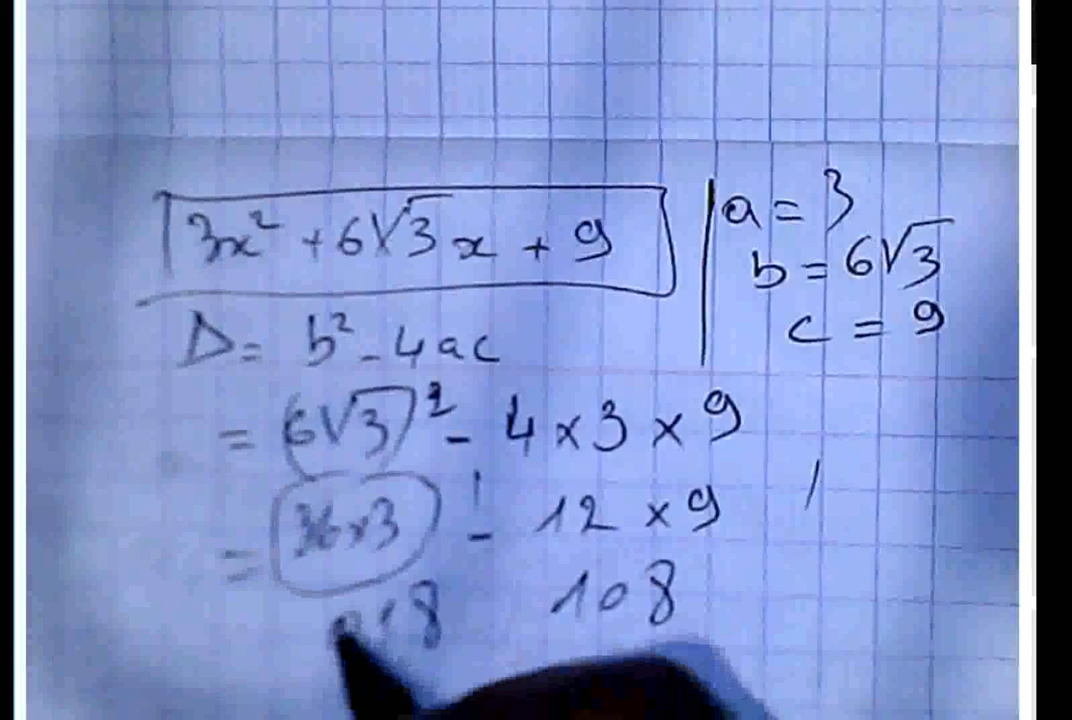 3x² + 6√3 x + 9
a = 3
b = 6√3
c = 9
Δ = b² - 4ac
= (6√3)² - 4 × 3 × 9
= 36×3 - 12 × 9
108